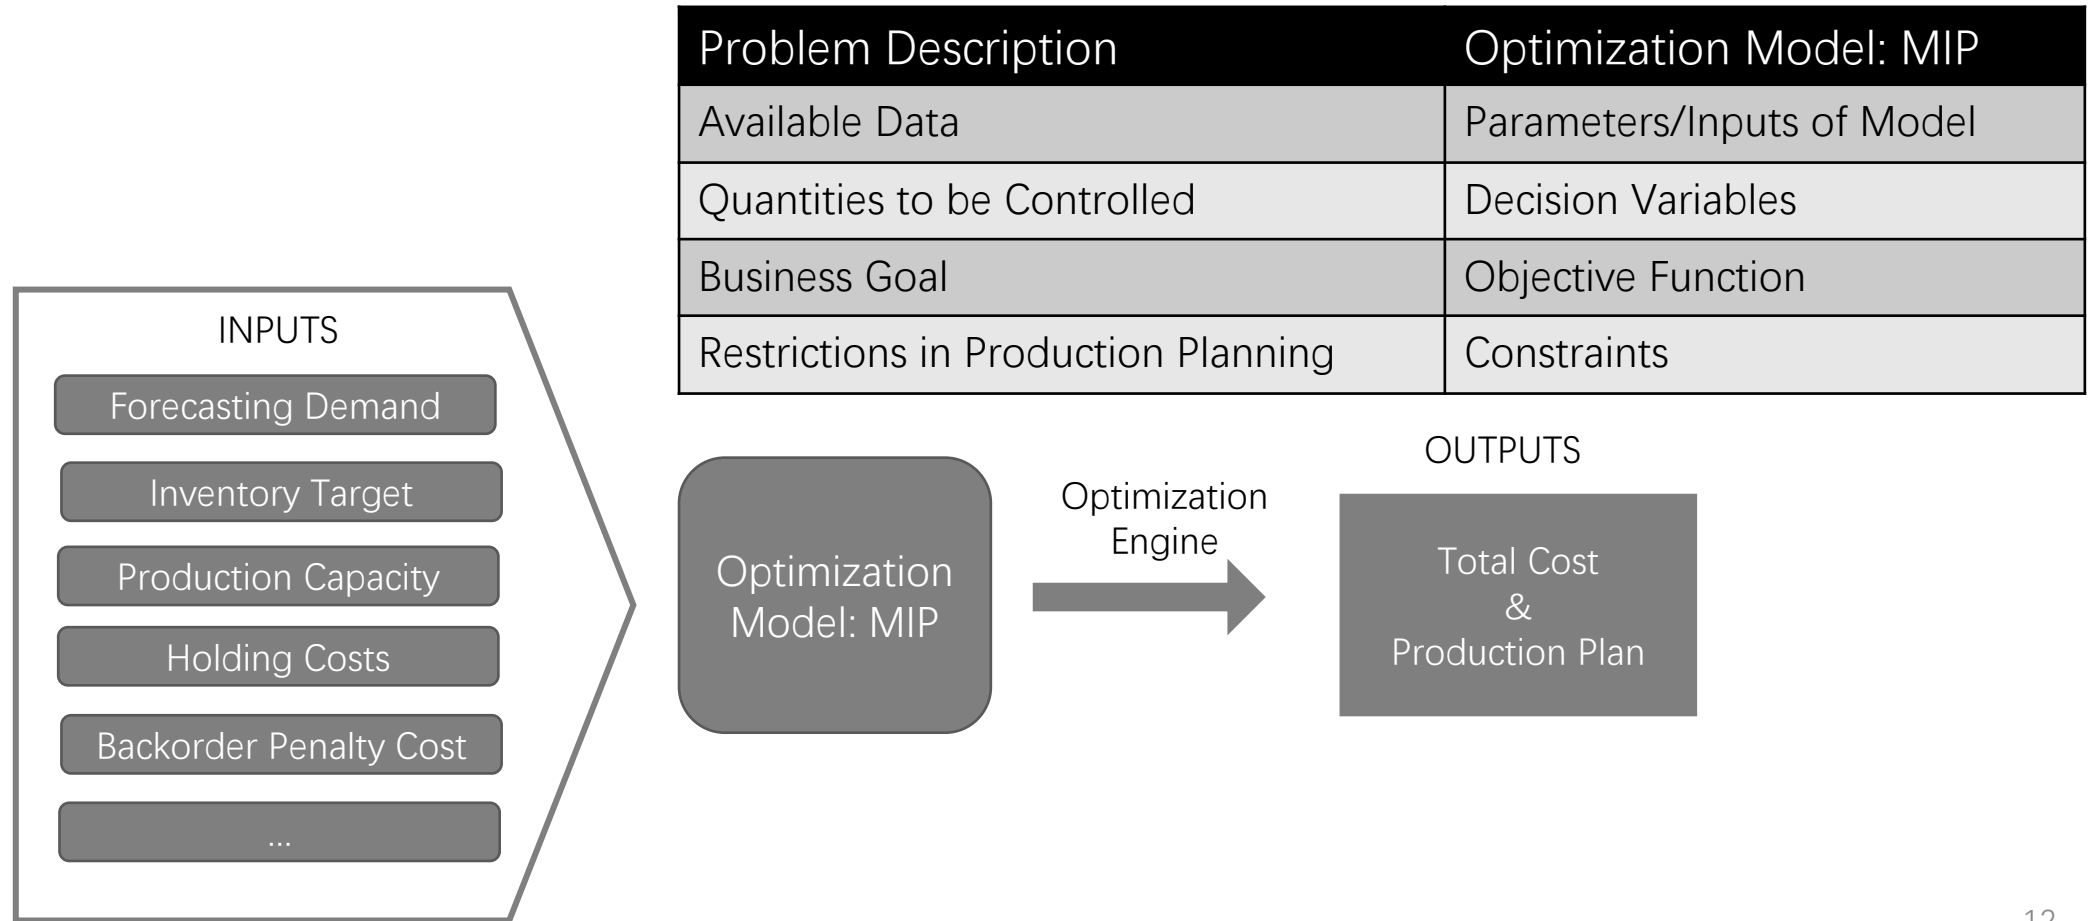 Problem Description Optimization Model: MIP
Available Data Parameters/Inputs of Model
Quantities to be Controlled Decision Variables
Business Goal Objective Function
Restrictions in Production Planning Constraints
INPUTS
Forecasting Demand
Inventory Target
Production Capacity
Holding Costs
Backorder Penalty Cost
...
Optimization
Model: MIP
Optimization
Engine
OUTPUTS
Total Cost
&
Production Plan
12